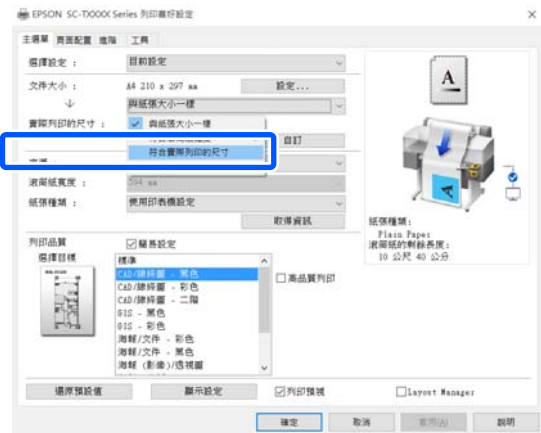 EPSON SC-TXXXXX Series 列印喜好設定
主選單 頁面配置 進階 工具
選擇設定 : 目前設定
文件大小 : A4 210 x 297 mm 設定...
與紙張大小一樣
實際列印的尺寸 : 與紙張大小一樣
自訂
符合實際列印的尺寸
滾筒紙寬度 : 594 mm
紙張種類 : 使用印表機設定
取得資訊
紙張種類:
Plain Paper
滾筒紙的剩餘長度:
10 公尺 40 公分
列印品質 簡易設定
選擇目標
標準
CAD/線條圖 - 黑色
CAD/線條圖 - 彩色
CAD/線條圖 - 二階
GIS - 黑色
GIS - 彩色
海報/文件 - 彩色
海報/文件 - 黑色
海報 (影像)/透視圖
高品質列印
還原預設值 顯示設定 列印預視 Layout Manager
確定 取消 套用(A) 說明